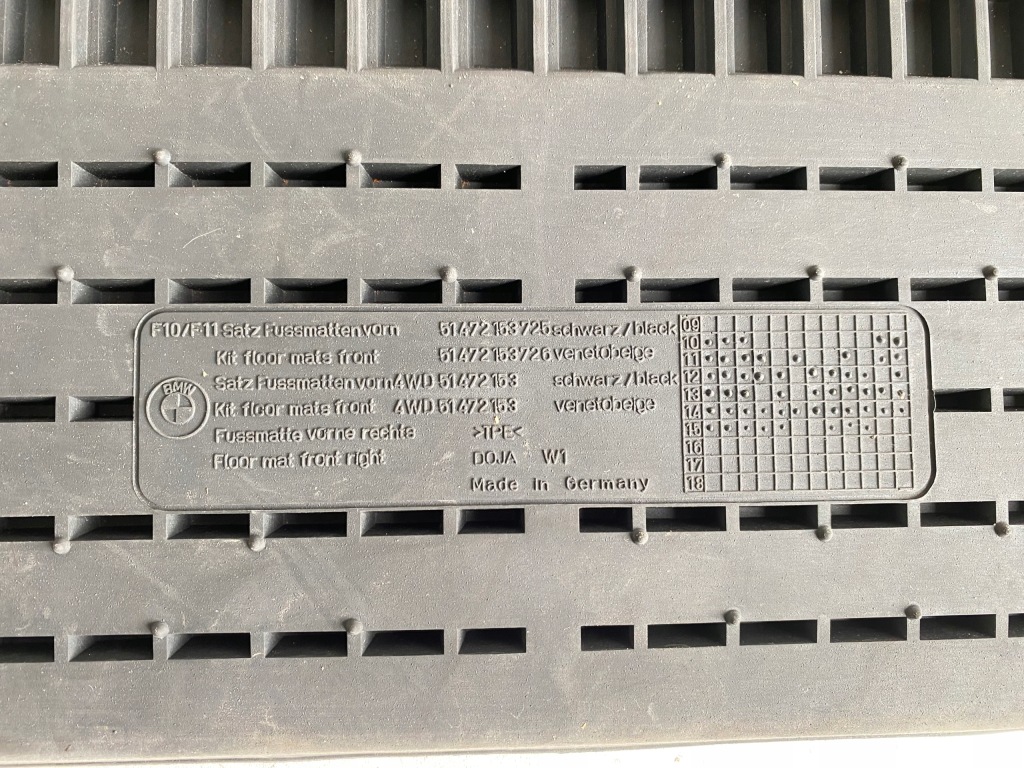 F10/F11 Satz Fussmatten vorn 51472153725 schwarz/black
Kit floor mats front 51472153726 venetobeige
Satz Fussmatten vorn 4WD 51472153 schwarz/black
Kit floor mats front 4WD 51472153 venetobeige
BMW
Fussmatte vorne rechts >TPE<
Floor mat front right DOJA W1
Made in Germany
09
10
11
12
13
14
15
16
17
18